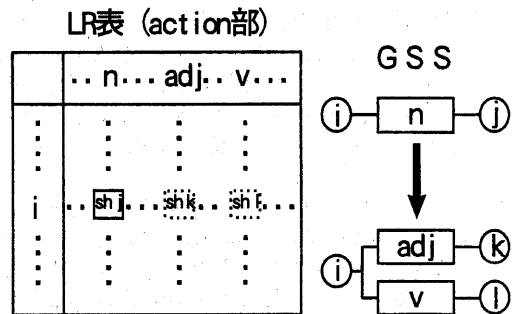 LR表 (action部)
‥ n … adj ‥ v …
i ‥ sh j … sh k ‥ sh l …
GSS
i n j
adj k
i
v l